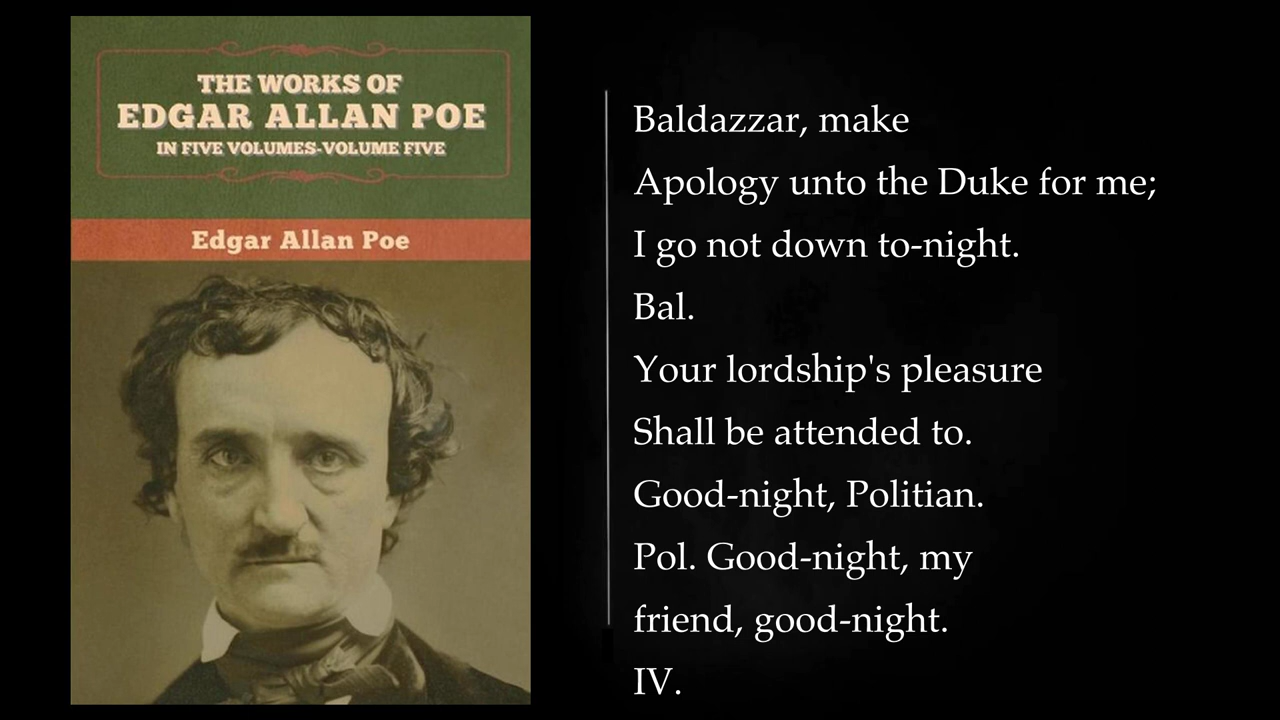 THE WORKS OF
EDGAR ALLAN POE
IN FIVE VOLUMES-VOLUME FIVE
Edgar Allan Poe
Baldazzar, make
Apology unto the Duke for me;
I go not down to-night.
Bal.
Your lordship's pleasure
Shall be attended to.
Good-night, Politian.
Pol. Good-night, my
friend, good-night.
IV.